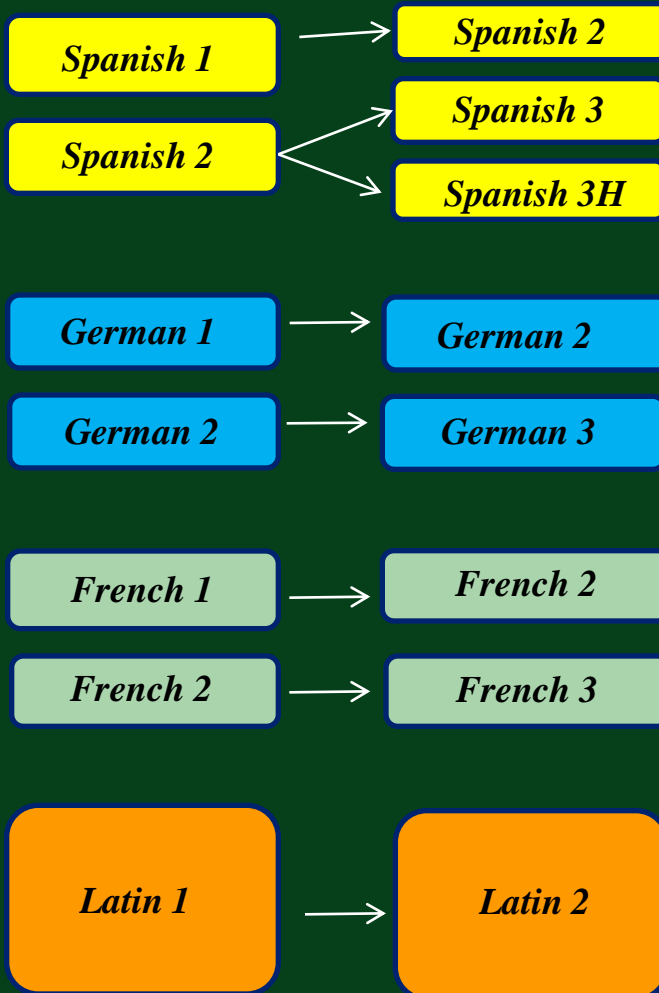 Spanish 1
Spanish 2
Spanish 2
Spanish 3
Spanish 3H
German 1
German 2
German 2
German 3
French 1
French 2
French 2
French 3
Latin 1
Latin 2